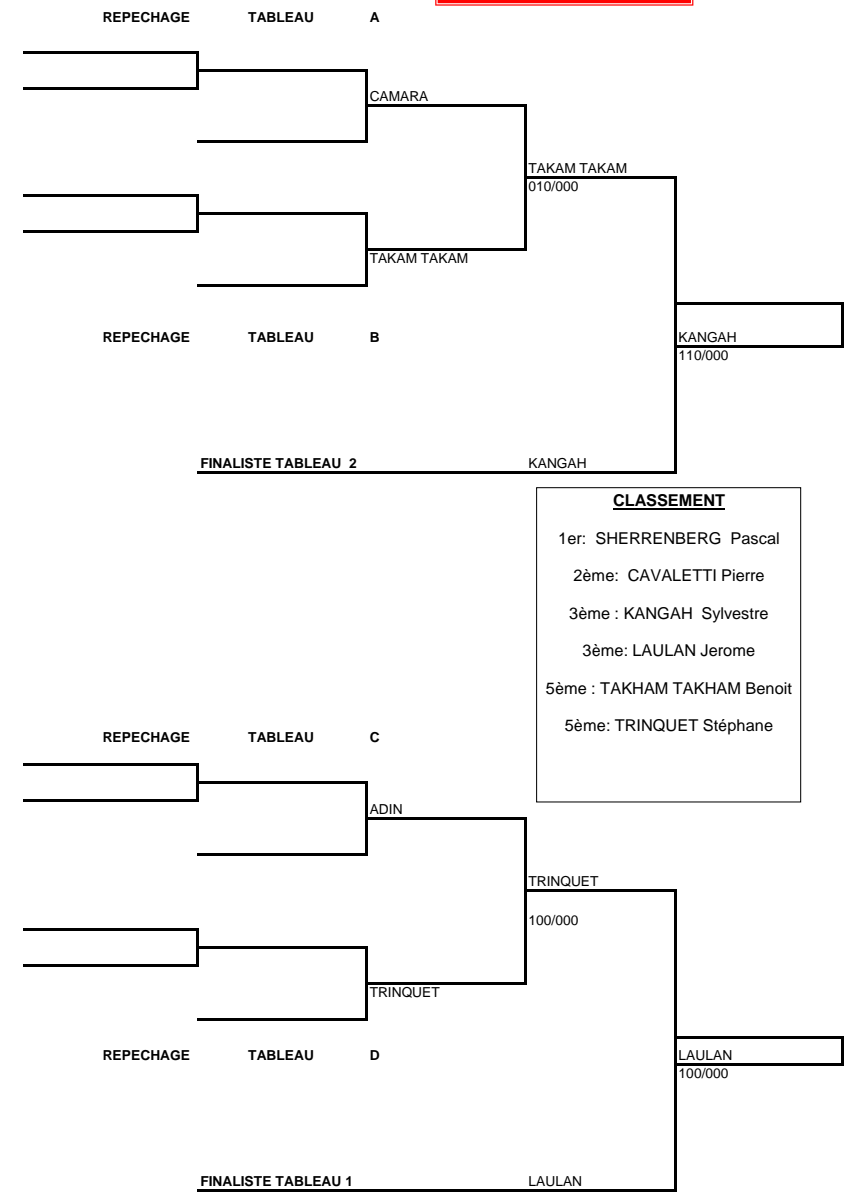 REPECHAGE TABLEAU A
CAMARA
TAKAM TAKAM
010/000
TAKAM TAKAM
REPECHAGE TABLEAU B
KANGAH
110/000
FINALISTE TABLEAU 2 KANGAH
CLASSEMENT
1er: SHERRENBERG Pascal
2ème: CAVALETTI Pierre
3ème : KANGAH Sylvestre
3ème: LAULAN Jerome
5ème : TAKHAM TAKHAM Benoit
5ème: TRINQUET Stéphane
REPECHAGE TABLEAU C
ADIN
TRINQUET
100/000
TRINQUET
REPECHAGE TABLEAU D
LAULAN
100/000
FINALISTE TABLEAU 1 LAULAN